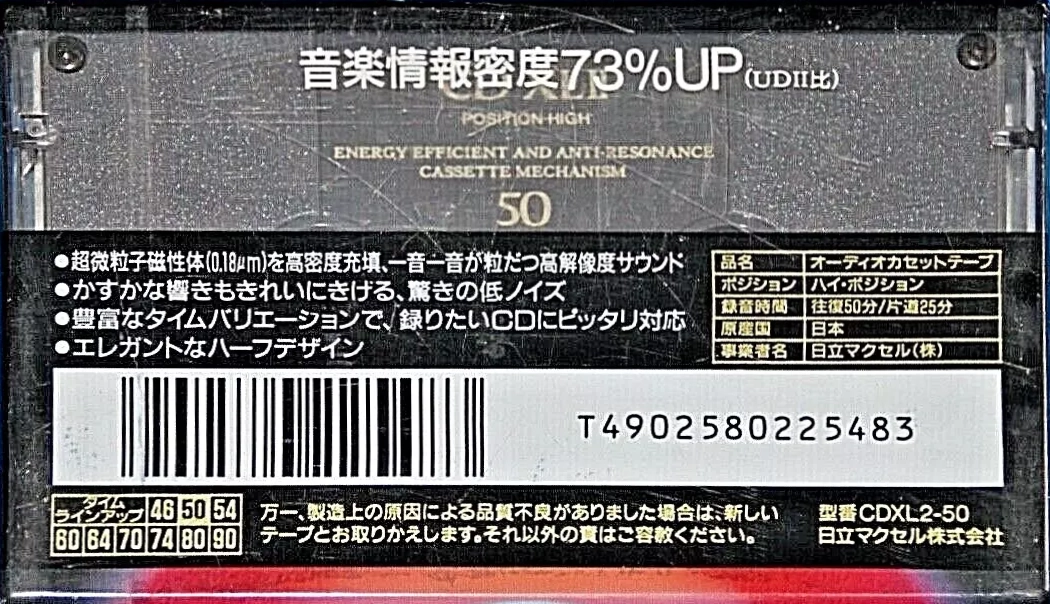 音楽情報密度73%UP(UDII比)
CD-XLII
POSITION HIGH
ENERGY EFFICIENT AND ANTI-RESONANCE
CASSETTE MECHANISM
50
●超微粒子磁性体(0.18μm)を高密度充填、一音一音が粒だつ高解像度サウンド
●かすかな響きもきれいにきける、驚きの低ノイズ
●豊富なタイムバリエーションで、録りたいCDにピッタリ対応
●エレガントなハーフデザイン
品名 オーディオカセットテープ
ポジション ハイ・ポジション
録音時間 往復50分/片道25分
原産国 日本
事業者名 日立マクセル(株)
T4902580225483
タイム
ラインアップ 46 50 54
60 64 70 74 80 90
万一、製造上の原因による品質不良がありました場合は、新しい
テープとお取りかえします。それ以外の責はご容赦ください。
型番CDXL2-50
日立マクセル株式会社